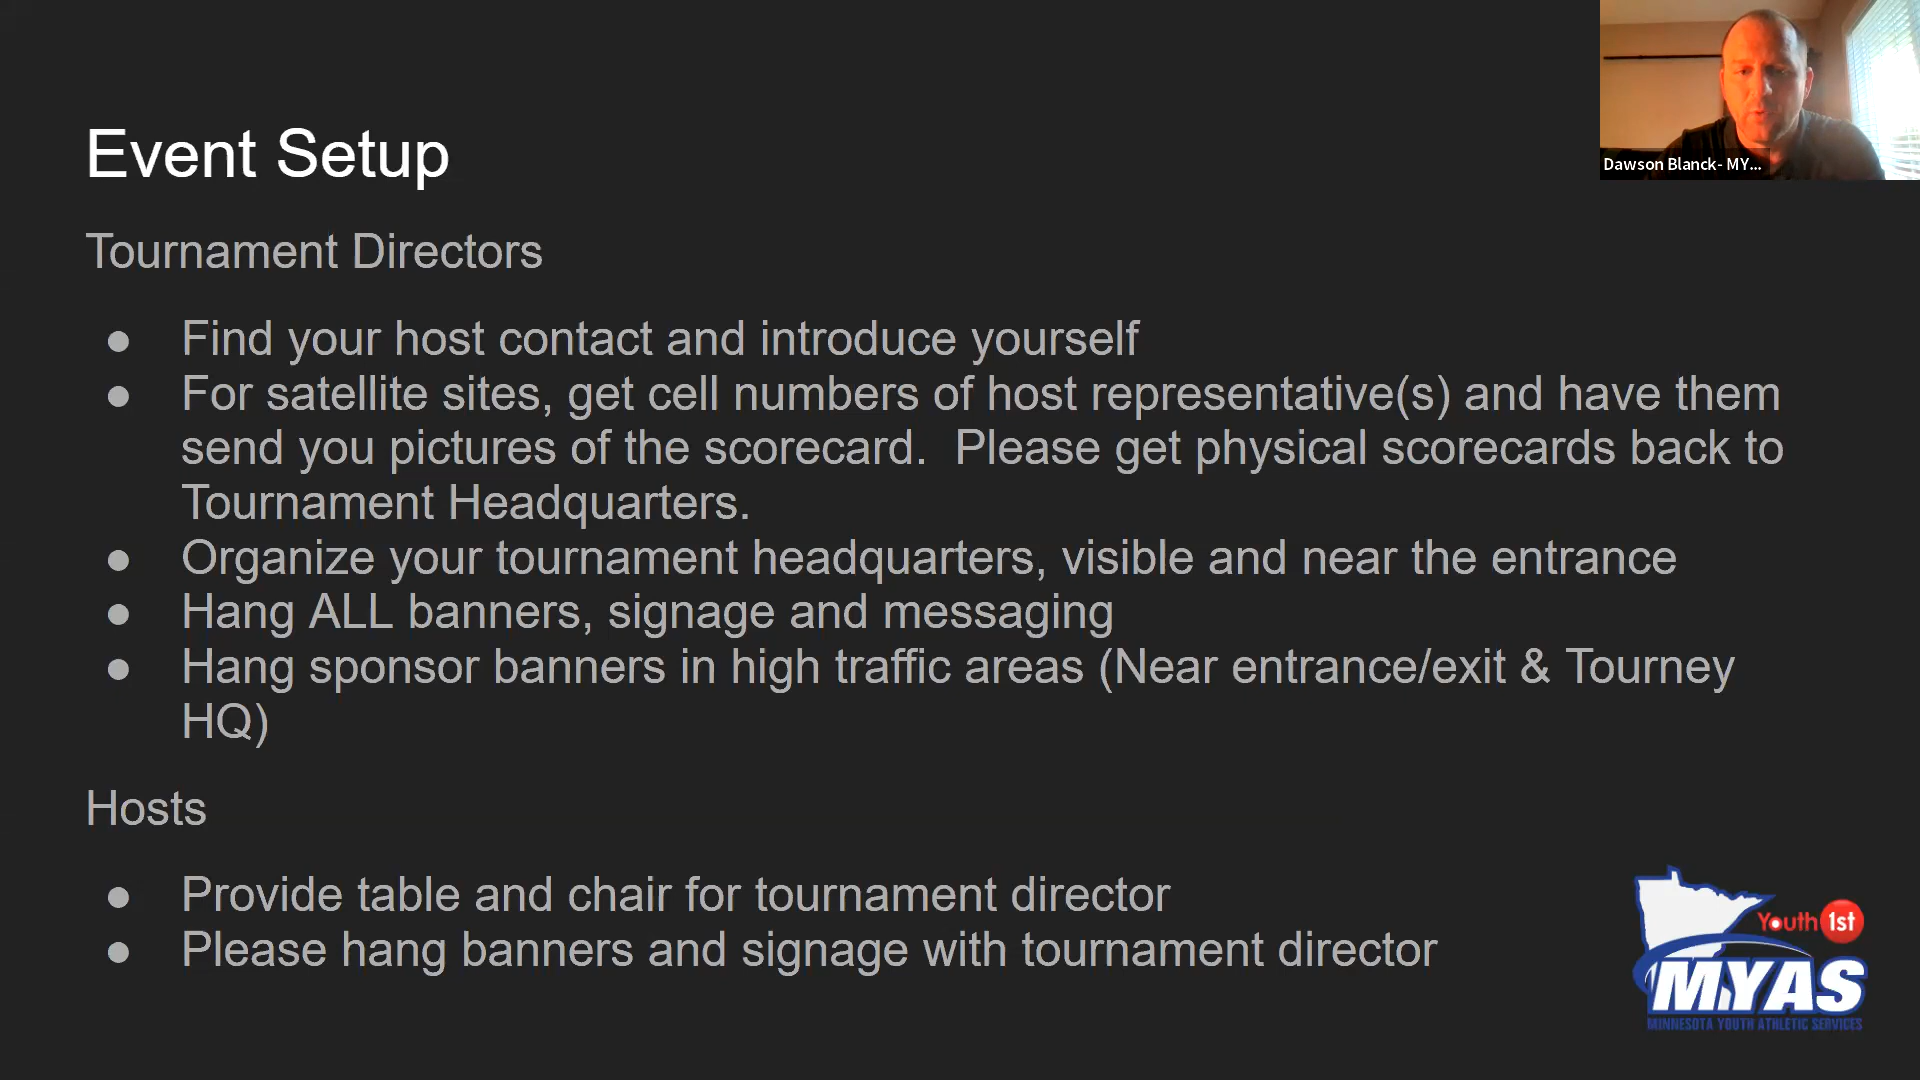 Event Setup
Dawson Blanck- MY...
Tournament Directors
● Find your host contact and introduce yourself
● For satellite sites, get cell numbers of host representative(s) and have them
send you pictures of the scorecard.  Please get physical scorecards back to
Tournament Headquarters.
● Organize your tournament headquarters, visible and near the entrance
● Hang ALL banners, signage and messaging
● Hang sponsor banners in high traffic areas (Near entrance/exit & Tourney
HQ)
Hosts
● Provide table and chair for tournament director
● Please hang banners and signage with tournament director
Youth 1st
MYAS
MINNESOTA YOUTH ATHLETIC SERVICES